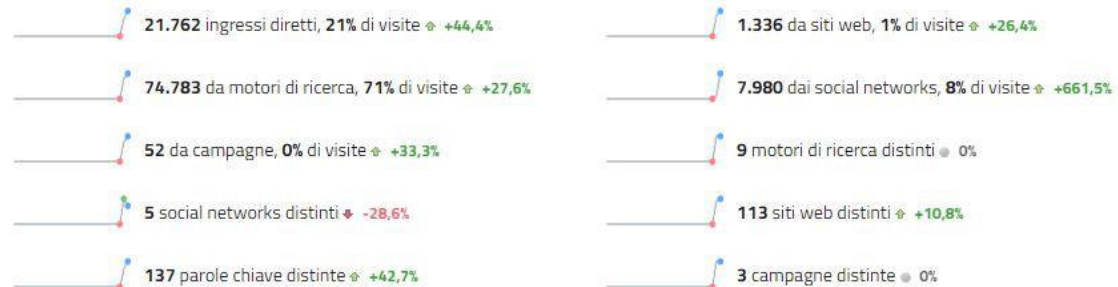 21.762 ingressi diretti, 21% di visite +44,4%
1.336 da siti web, 1% di visite +26,4%
74.783 da motori di ricerca, 71% di visite +27,6%
7.980 dai social networks, 8% di visite +661,5%
52 da campagne, 0% di visite +33,3%
9 motori di ricerca distinti 0%
5 social networks distinti -28,6%
113 siti web distinti +10,8%
137 parole chiave distinte +42,7%
3 campagne distinte 0%